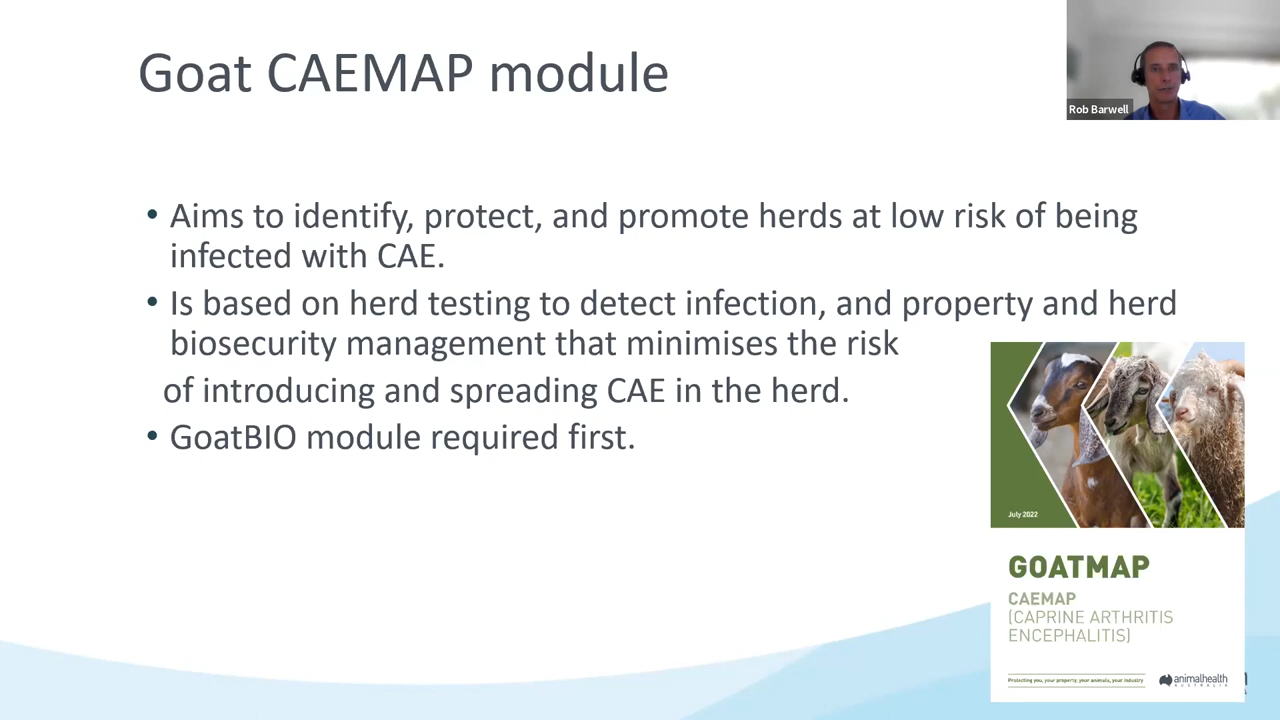 Goat CAEMAP module
Rob Barwell
• Aims to identify, protect, and promote herds at low risk of being
infected with CAE.
• Is based on herd testing to detect infection, and property and herd
biosecurity management that minimises the risk
of introducing and spreading CAE in the herd.
• GoatBIO module required first.
July 2022
GOATMAP
CAEMAP
(CAPRINE ARTHRITIS
ENCEPHALITIS)
Protecting you, your property, your animals, your industry
animalhealth
AUSTRALIA